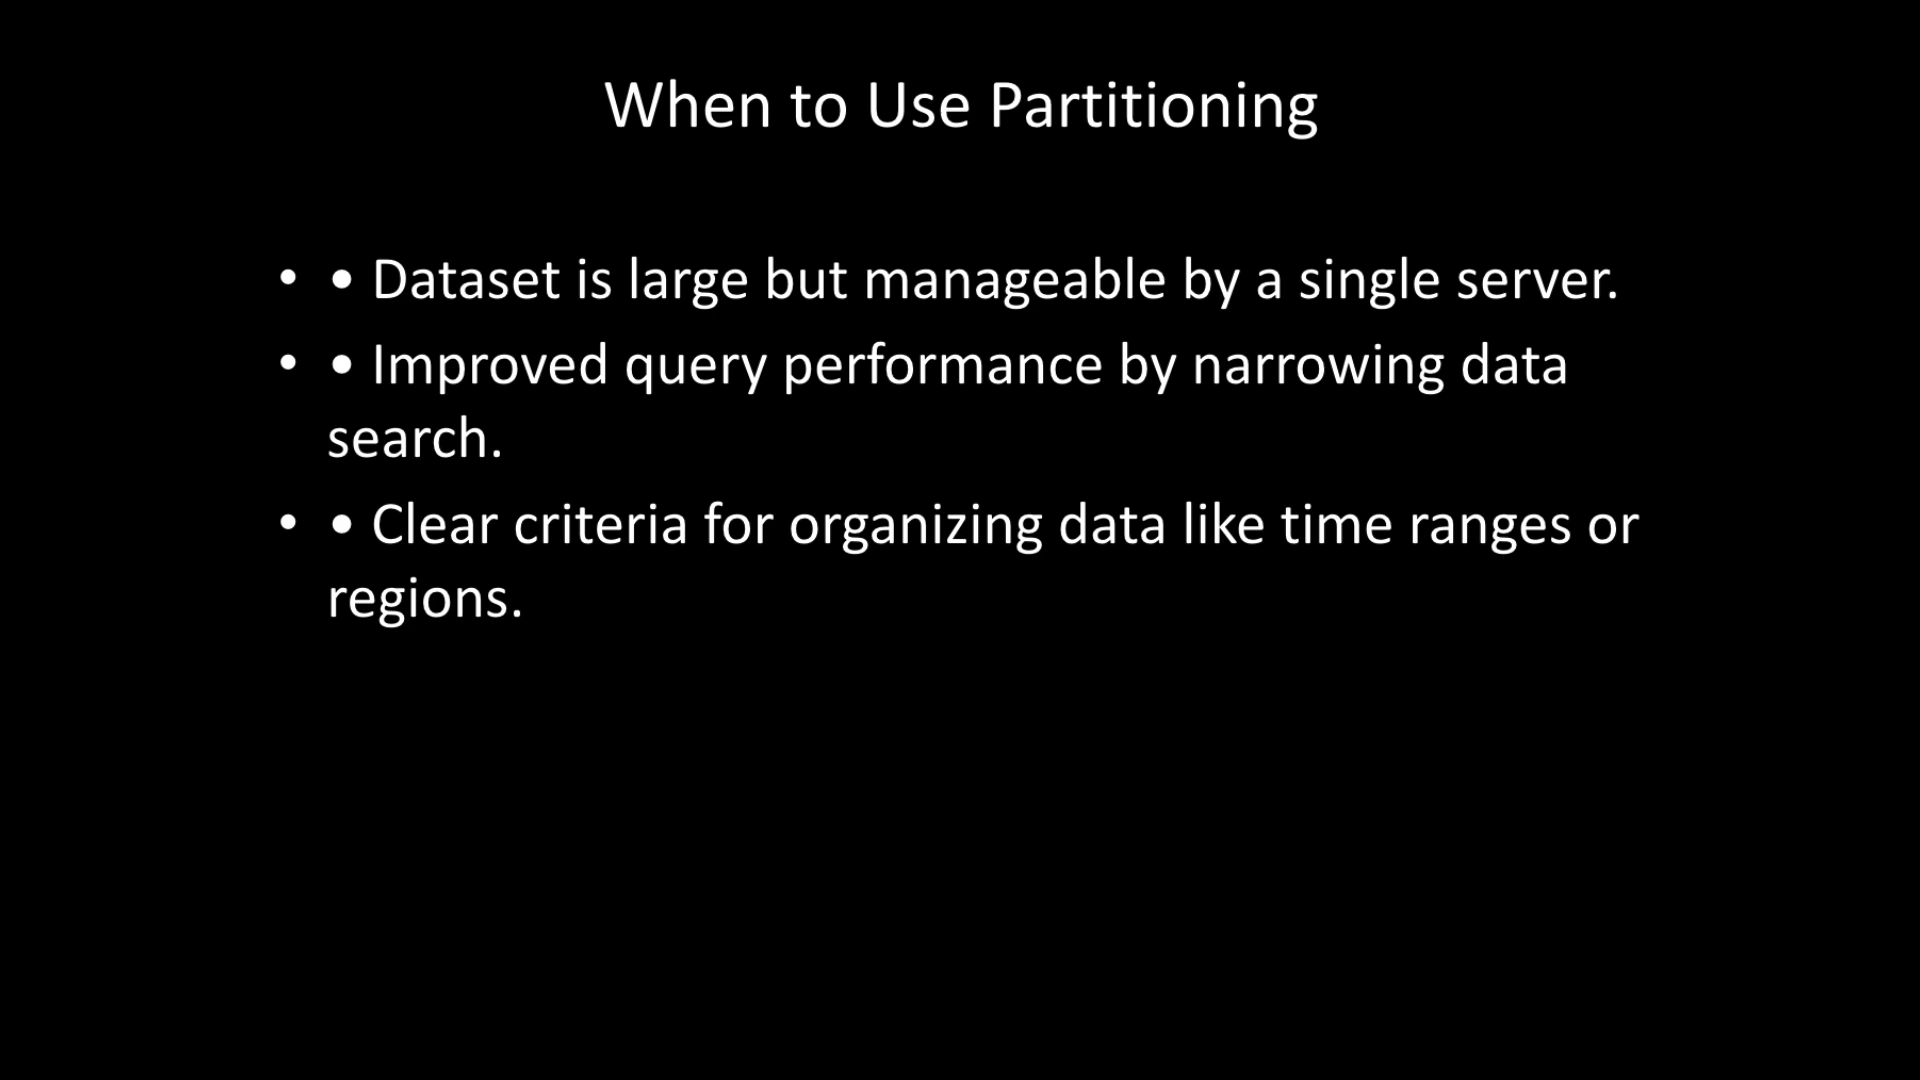 When to Use Partitioning
• • Dataset is large but manageable by a single server.
• • Improved query performance by narrowing data
search.
• • Clear criteria for organizing data like time ranges or
regions.